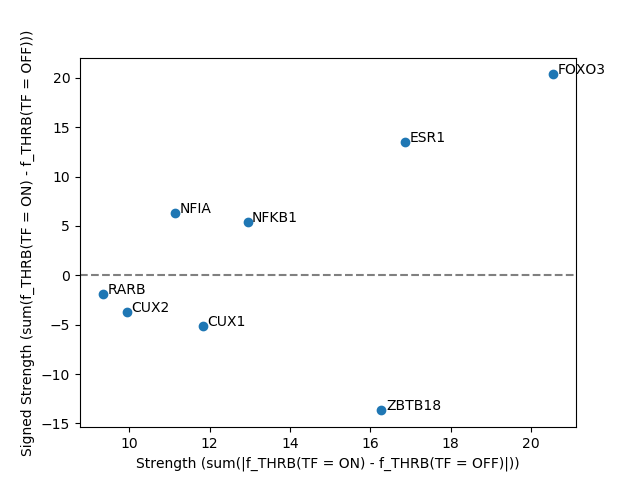 Signed Strength (sum(f_THRB(TF = ON) - f_THRB(TF = OFF)))
20
15
10
5
0
−5
−10
−15
FOXO3
ESR1
NFIA
NFKB1
RARB
CUX2
CUX1
ZBTB18
10
12
14
16
18
20
Strength (sum(|f_THRB(TF = ON) - f_THRB(TF = OFF)|))